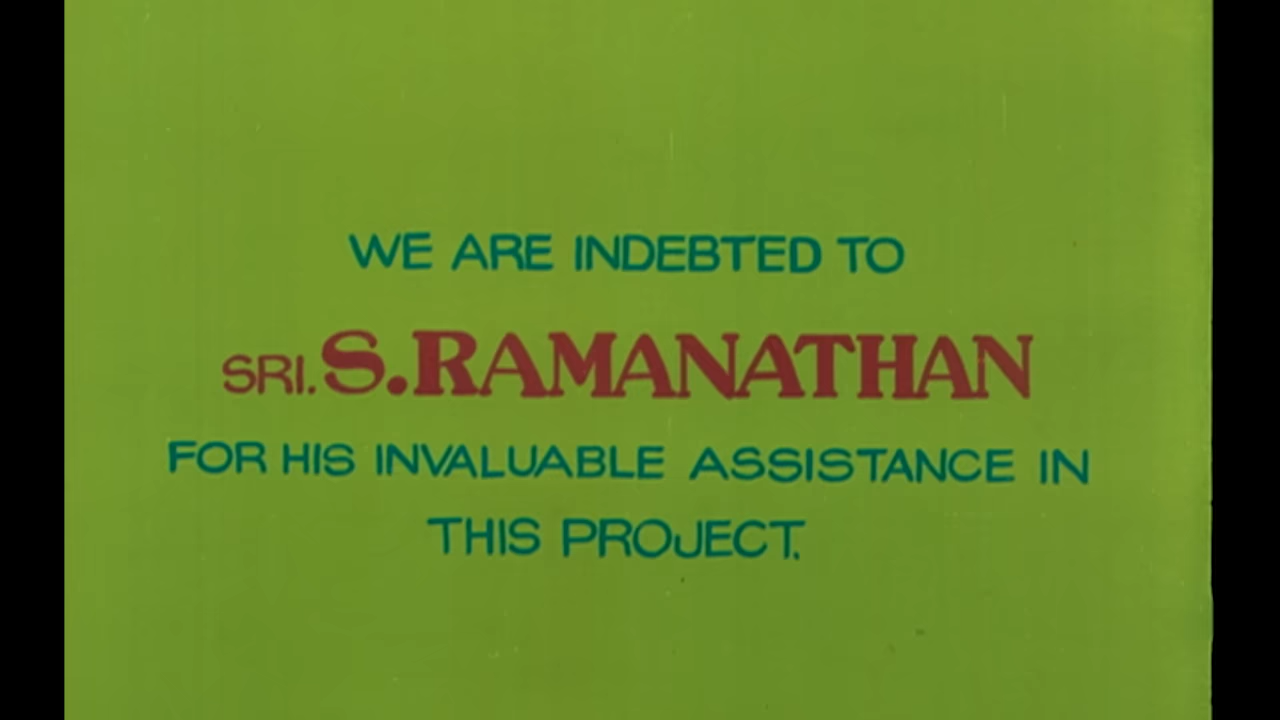 WE ARE INDEBTED TO
SRI. S. RAMANATHAN
FOR HIS INVALUABLE ASSISTANCE IN
THIS PROJECT.